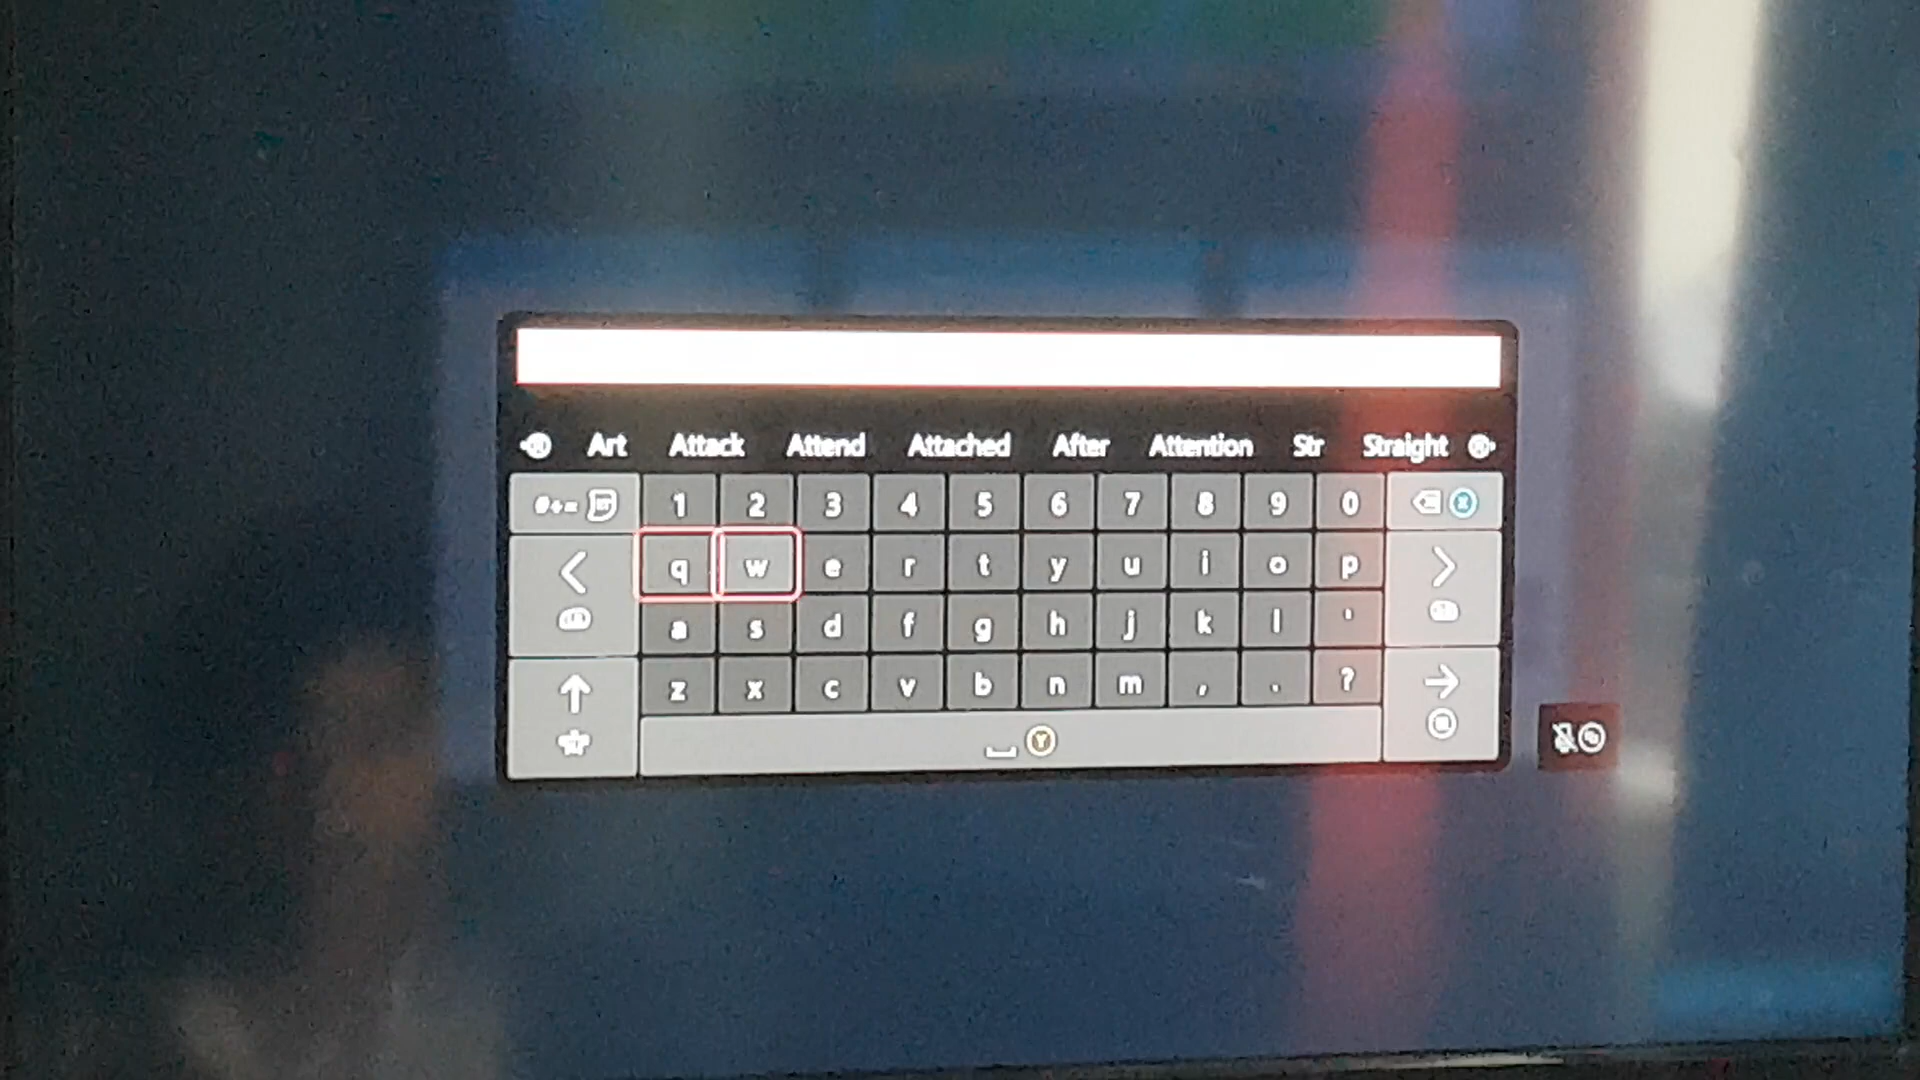 Art Attack Attend Attached After Attention Str Straight
#+= 1 2 3 4 5 6 7 8 9 0 X
q w e r t y u i o p
a s d f g h j k l '
z x c v b n m , . ?
Y